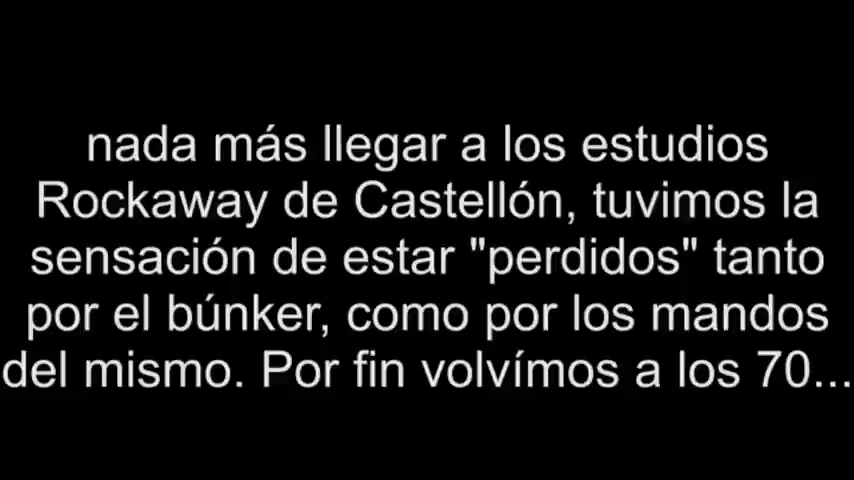 nada más llegar a los estudios
Rockaway de Castellón, tuvimos la
sensación de estar "perdidos" tanto
por el búnker, como por los mandos
del mismo. Por fin volvímos a los 70...